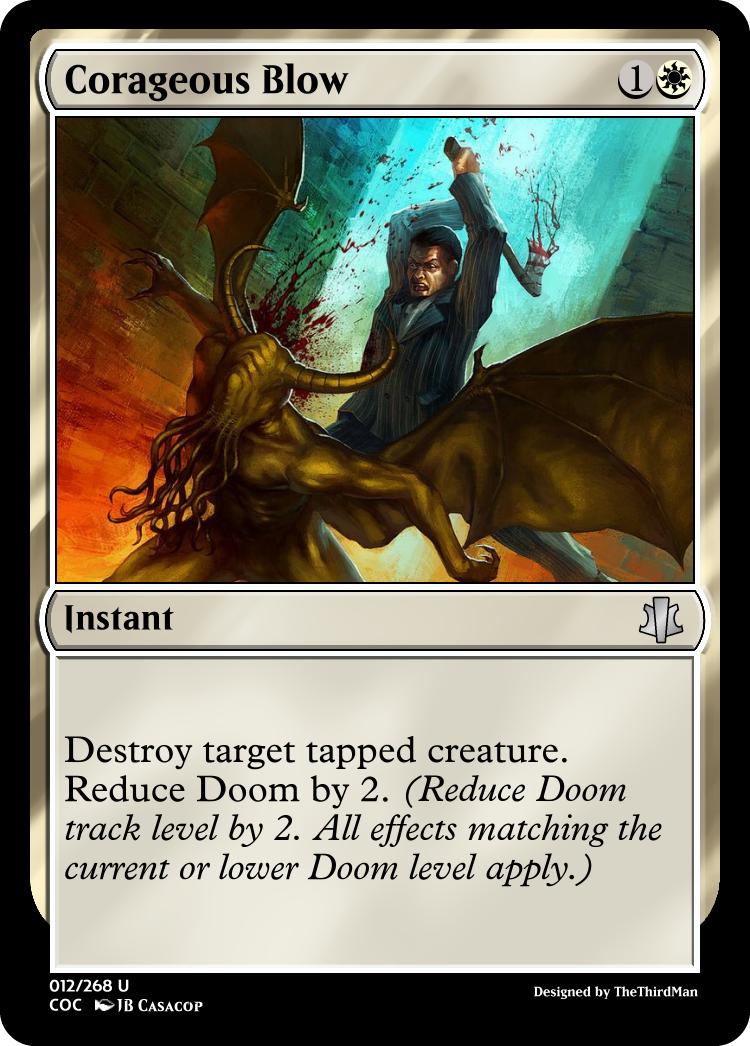 Corageous Blow
1
Instant
Destroy target tapped creature.
Reduce Doom by 2. (Reduce Doom
track level by 2. All effects matching the
current or lower Doom level apply.)
012/268 U
COC JB Casacop
Designed by TheThirdMan